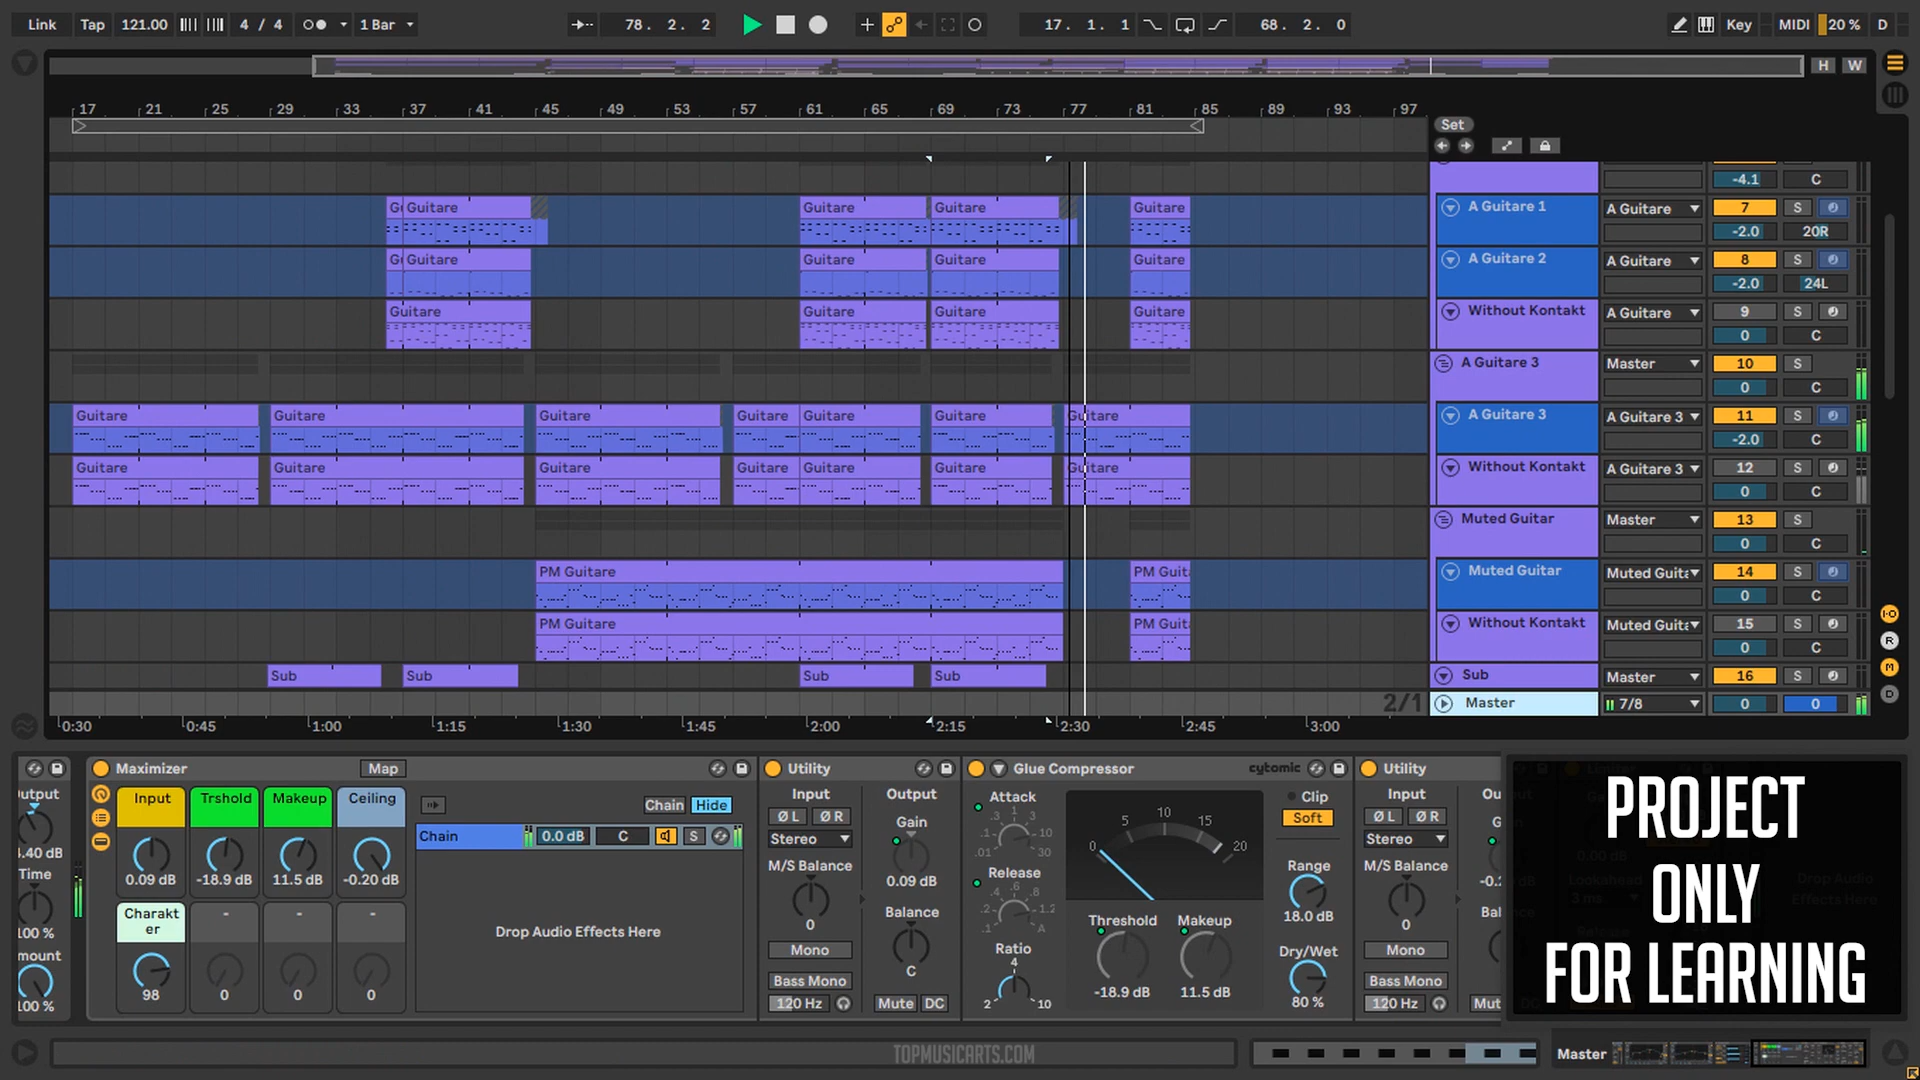 Link Tap 121.00 4 / 4 1 Bar 78. 2. 2 17. 1. 1 68. 2. 0 Key MIDI 20 % D
H W
17 21 25 29 33 37 41 45 49 53 57 61 65 69 73 77 81 85 89 93 97
Set
-4.1 C
Guitare Guitare Guitare Guitare A Guitare 1 A Guitare 7 S
-2.0 20R
Guitare Guitare Guitare Guitare A Guitare 2 A Guitare 8 S
-2.0 24L
Guitare Guitare Guitare Guitare Without Kontakt A Guitare 9 S
0 C
A Guitare 3 Master 10 S
0 C
Guitare Guitare Guitare Guitare Guitare Guitare Guitare A Guitare 3 A Guitare 3 11 S
-2.0 C
Guitare Guitare Guitare Guitare Guitare Guitare Guitare Without Kontakt A Guitare 3 12 S
0 C
Muted Guitar Master 13 S
0 C
PM Guitare PM Guita Muted Guitar Muted Guita 14 S
0 C
PM Guitare PM Guita Without Kontakt Muted Guita 15 S
0 C
Sub Sub Sub Sub Sub Master 16 S
2/1 Master 7/8 0 0
0:30 0:45 1:00 1:15 1:30 1:45 2:00 2:15 2:30 2:45 3:00
I·O
R
M
D
Maximizer Map Utility Glue Compressor cytomic Utility
Input Trshold Makeup Ceiling
0.09 dB -18.9 dB 11.5 dB -0.20 dB
Charakt
er
- - -
98 0 0 0
Chain Hide
Chain 0.0 dB C S
Drop Audio Effects Here
Input Output
Ø L Ø R Gain
Stereo
M/S Balance 0.09 dB
0 Balance
Mono C
Bass Mono
120 Hz Mute DC
Attack
.01 .1 .3 1 3 10 30
Release
.1 .2 .4 .6 .8 1.2 A
Ratio
2 4 10
0 5 10 15 20
Threshold Makeup
-18.9 dB 11.5 dB
Clip
Soft
Range
18.0 dB
Dry/Wet
80 %
Input
Ø L Ø R
Stereo
M/S Balance
0
Mono
Bass Mono
120 Hz
PROJECT
ONLY
FOR LEARNING
TOPMUSICARTS.COM
Master